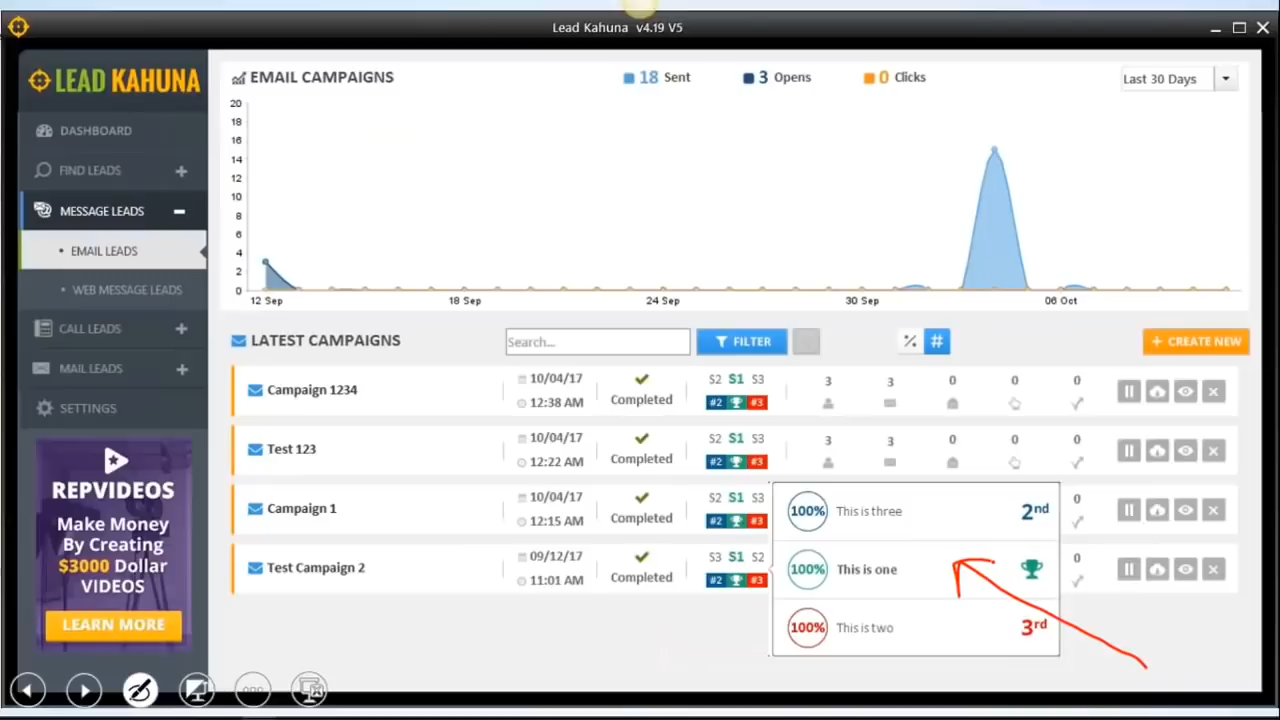 Lead Kahuna v4.19 V5
LEAD KAHUNA
EMAIL CAMPAIGNS
18 Sent
3 Opens
0 Clicks
Last 30 Days
DASHBOARD
FIND LEADS
MESSAGE LEADS
• EMAIL LEADS
• WEB MESSAGE LEADS
CALL LEADS
MAIL LEADS
SETTINGS
REPVIDEOS
Make Money
By Creating
$3000 Dollar
VIDEOS
LEARN MORE
20
18
16
14
12
10
8
6
4
2
0
12 Sep 18 Sep 24 Sep 30 Sep 06 Oct
LATEST CAMPAIGNS
Search...
FILTER
% #
+ CREATE NEW
Campaign 1234
10/04/17
12:38 AM
Completed
S2 S1 S3
#2 #3
3 3 0 0 0
Test 123
10/04/17
12:22 AM
Completed
S2 S1 S3
#2 #3
3 3 0 0 0
Campaign 1
10/04/17
12:15 AM
Completed
S2 S1 S3
#2 #3
0
Test Campaign 2
09/12/17
11:01 AM
Completed
S3 S1 S2
#2 #3
0
100% This is three 2nd
100% This is one
100% This is two 3rd